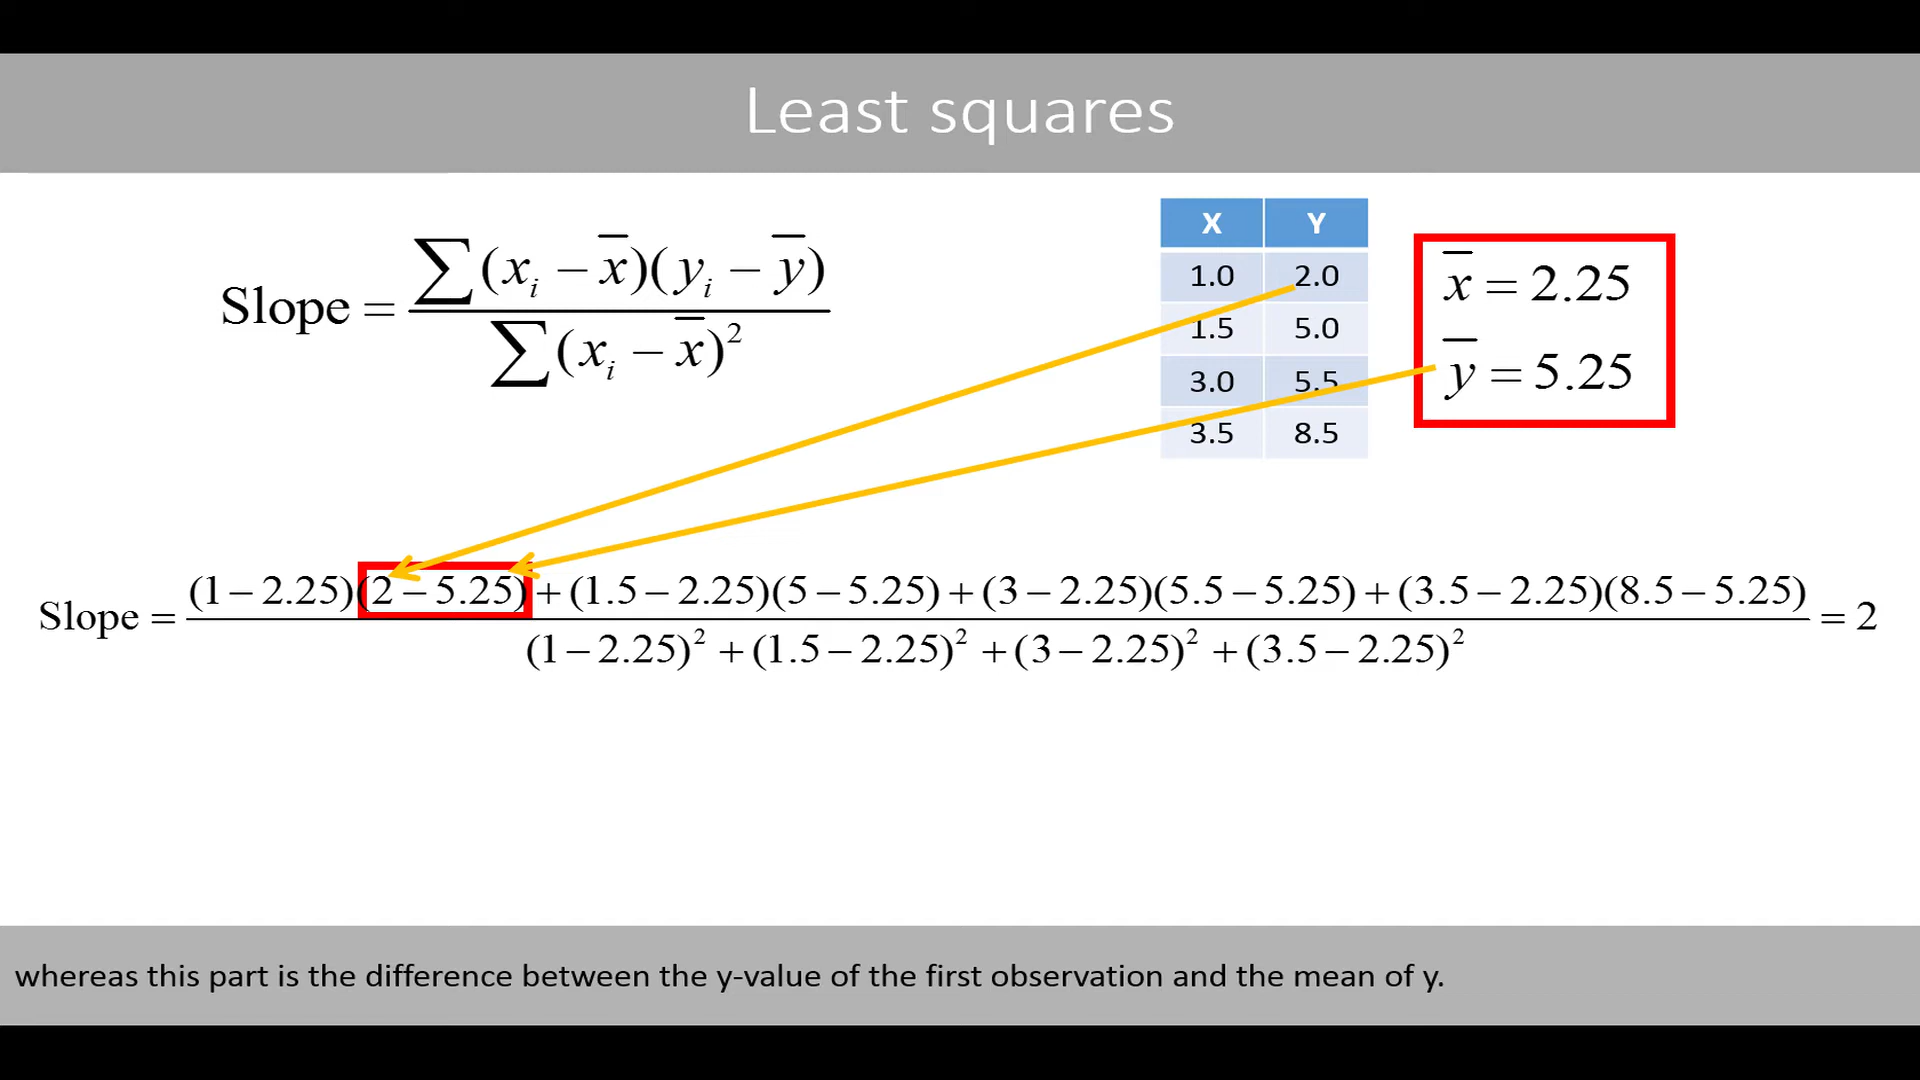 Least squares
Slope = ∑(xᵢ − x̄)(yᵢ − ȳ) / ∑(xᵢ − x̄)²
X Y
1.0 2.0
1.5 5.0
3.0 5.5
3.5 8.5
x̄ = 2.25
ȳ = 5.25
Slope = (1 − 2.25)(2 − 5.25) + (1.5 − 2.25)(5 − 5.25) + (3 − 2.25)(5.5 − 5.25) + (3.5 − 2.25)(8.5 − 5.25) / (1 − 2.25)² + (1.5 − 2.25)² + (3 − 2.25)² + (3.5 − 2.25)² = 2
whereas this part is the difference between the y-value of the first observation and the mean of y.